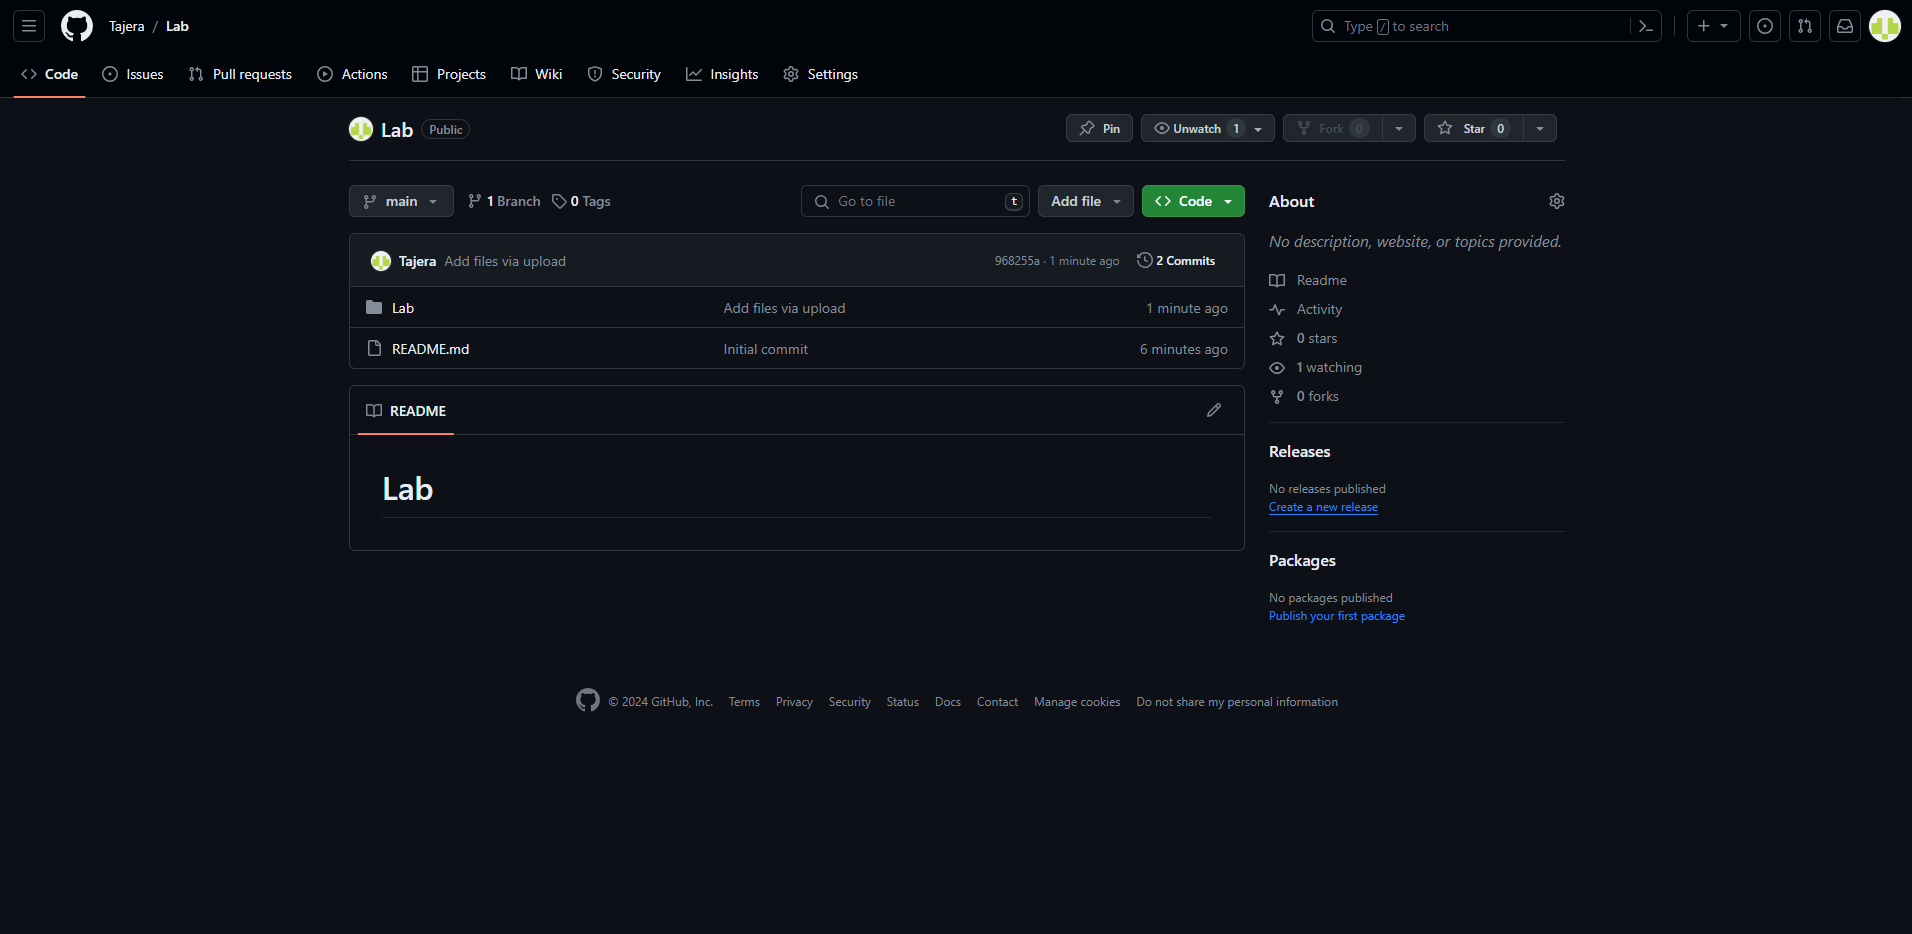 Tajera / Lab
Type / to search
Code Issues Pull requests Actions Projects Wiki Security Insights Settings
Lab Public
Pin Unwatch 1 Fork 0 Star 0
main 1 Branch 0 Tags Go to file t Add file Code
Tajera Add files via upload 968255a · 1 minute ago 2 Commits
Lab Add files via upload 1 minute ago
README.md Initial commit 6 minutes ago
README
Lab
About
No description, website, or topics provided.
Readme
Activity
0 stars
1 watching
0 forks
Releases
No releases published
Create a new release
Packages
No packages published
Publish your first package
© 2024 GitHub, Inc. Terms Privacy Security Status Docs Contact Manage cookies Do not share my personal information